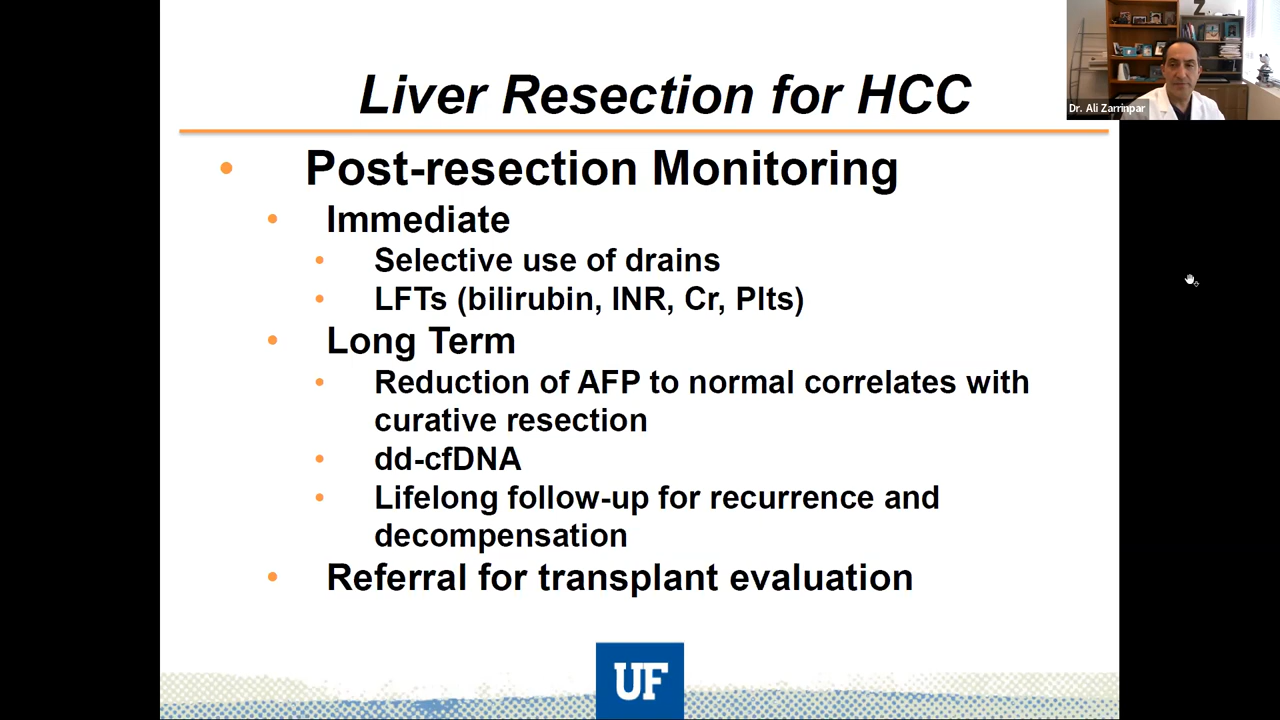 Liver Resection for HCC
Dr. Ali Zarrinpar
• Post-resection Monitoring
• Immediate
• Selective use of drains
• LFTs (bilirubin, INR, Cr, Plts)
• Long Term
• Reduction of AFP to normal correlates with
curative resection
• dd-cfDNA
• Lifelong follow-up for recurrence and
decompensation
• Referral for transplant evaluation
UF
Z